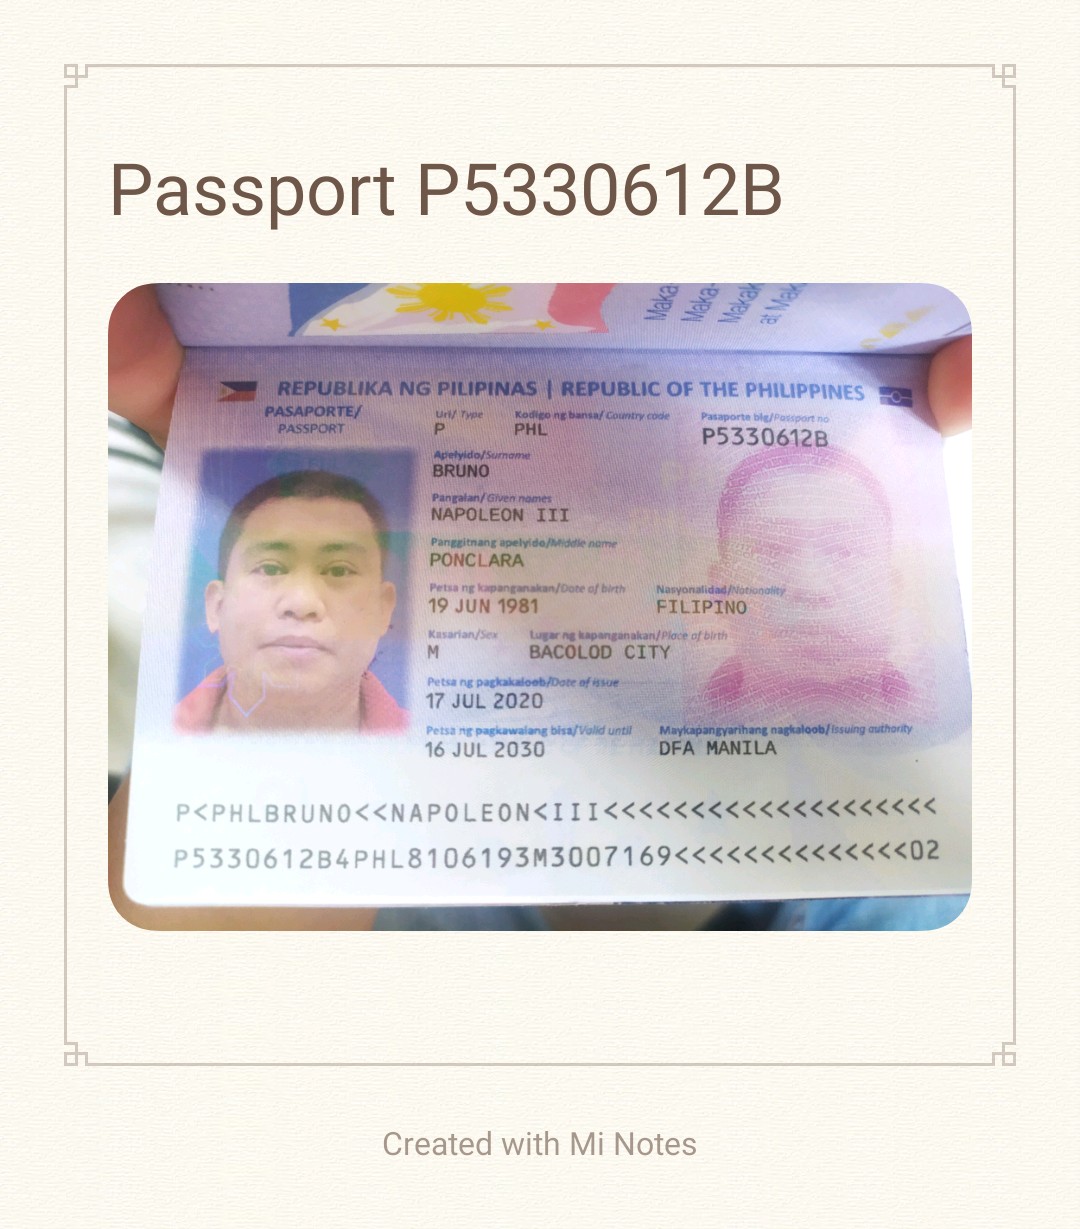 Passport P5330612B
Maka-
Maka-
Makak
at Mak
REPUBLIKA NG PILIPINAS | REPUBLIC OF THE PHILIPPINES
PASAPORTE/
PASSPORT
Uri/ Type
Kodigo ng bansa/ Country code
Pasaporte blg/Passport no
P
PHL
P5330612B
Apelyido/Surname
BRUNO
Pangalan/Given names
NAPOLEON III
Panggitnang apelyido/Middle name
PONCLARA
Petsa ng kapanganakan/Date of birth
Nasyonalidad/Nationality
19 JUN 1981
FILIPINO
Kasarian/Sex
Lugar ng kapanganakan/Place of birth
M
BACOLOD CITY
Petsa ng pagkakaloob/Date of issue
17 JUL 2020
Petsa ng pagkawalang bisa/Valid until
Maykapangyarihang nagkaloob/Issuing authority
16 JUL 2030
DFA MANILA
P<PHLBRUNO<<NAPOLEON<III<<<<<<<<<<<<<<<<<<<<
P5330612B4PHL8106193M3007169<<<<<<<<<<<<<<02
Created with Mi Notes